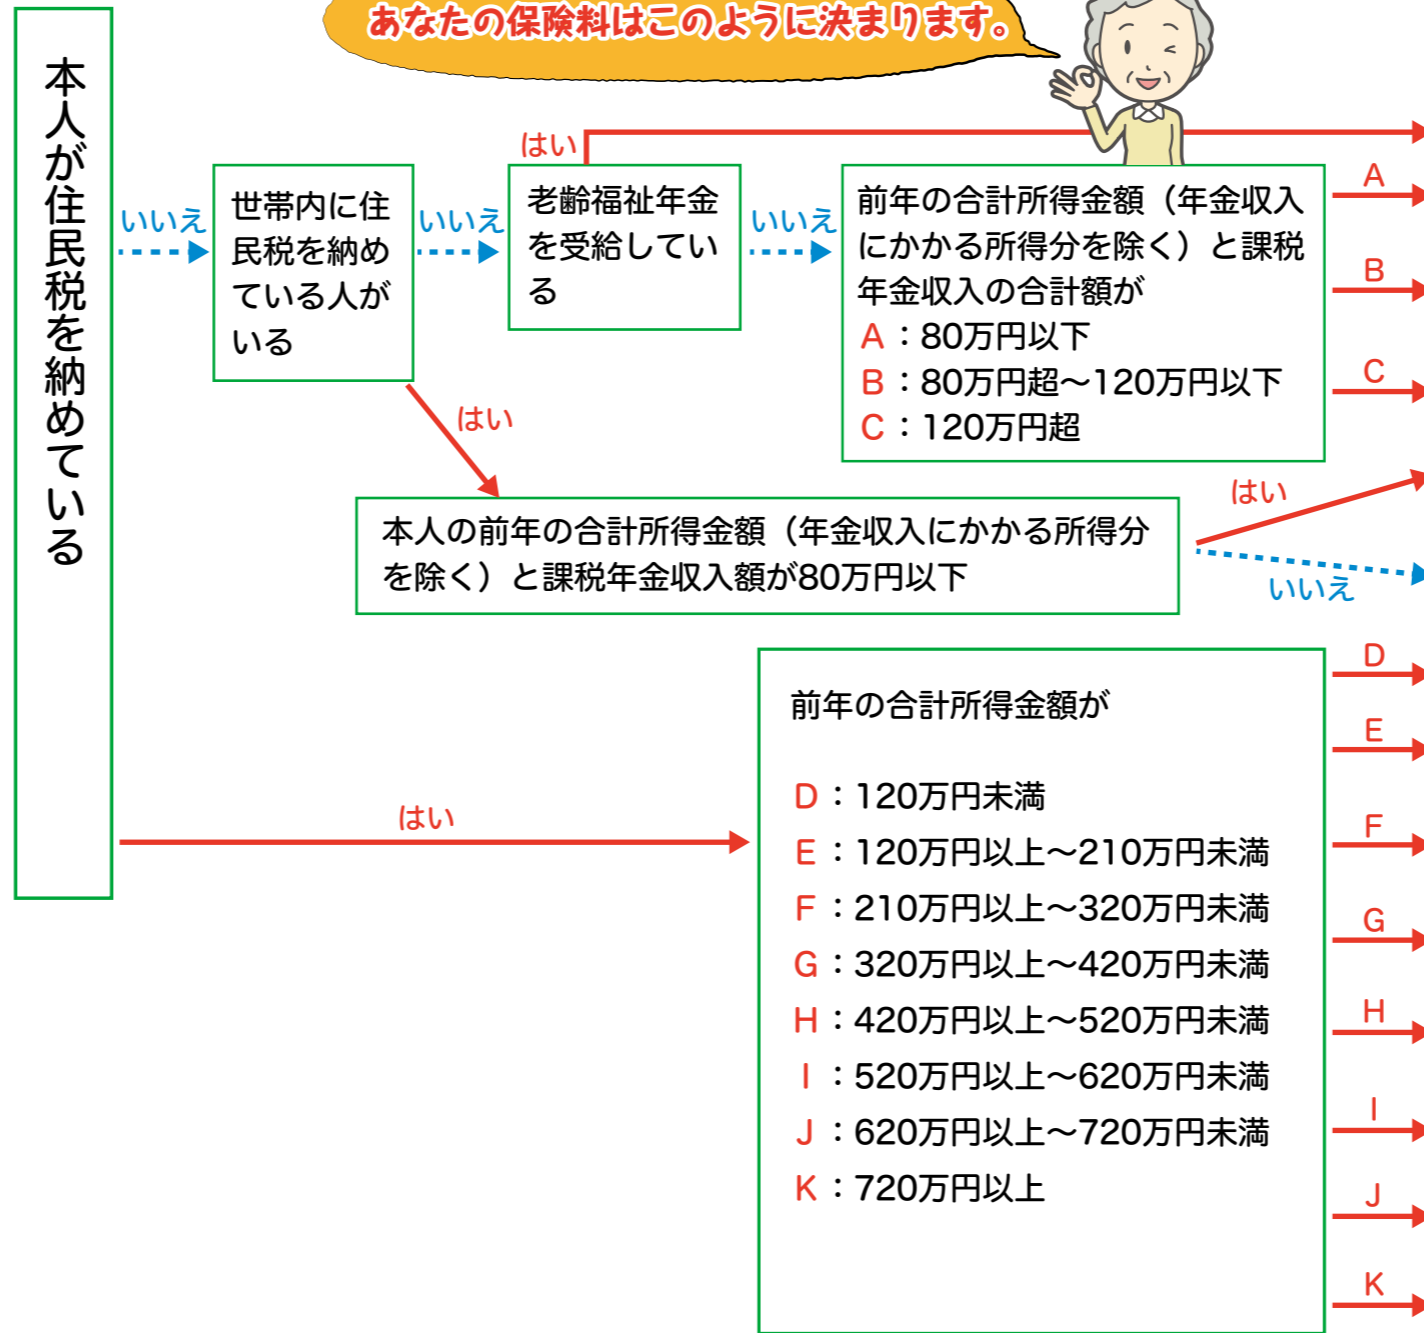 あなたの保険料はこのように決まります。
本人が住民税を納めている
いいえ
世帯内に住
民税を納め
ている人が
いる
いいえ
はい
老齢福祉年金
を受給してい
る
いいえ
前年の合計所得金額（年金収入
にかかる所得分を除く）と課税
年金収入の合計額が
A：80万円以下
B：80万円超～120万円以下
C：120万円超
A
B
C
はい
本人の前年の合計所得金額（年金収入にかかる所得分
を除く）と課税年金収入額が80万円以下
はい
いいえ
はい
前年の合計所得金額が
D：120万円未満
E：120万円以上～210万円未満
F：210万円以上～320万円未満
G：320万円以上～420万円未満
H：420万円以上～520万円未満
I：520万円以上～620万円未満
J：620万円以上～720万円未満
K：720万円以上
D
E
F
G
H
I
J
K